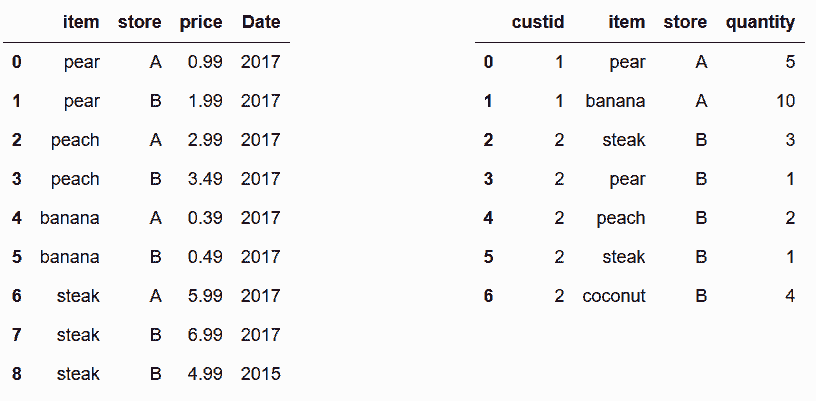 item store price Date
0 pear A 0.99 2017
1 pear B 1.99 2017
2 peach A 2.99 2017
3 peach B 3.49 2017
4 banana A 0.39 2017
5 banana B 0.49 2017
6 steak A 5.99 2017
7 steak B 6.99 2017
8 steak B 4.99 2015
custid item store quantity
0 1 pear A 5
1 1 banana A 10
2 2 steak B 3
3 2 pear B 1
4 2 peach B 2
5 2 steak B 1
6 2 coconut B 4